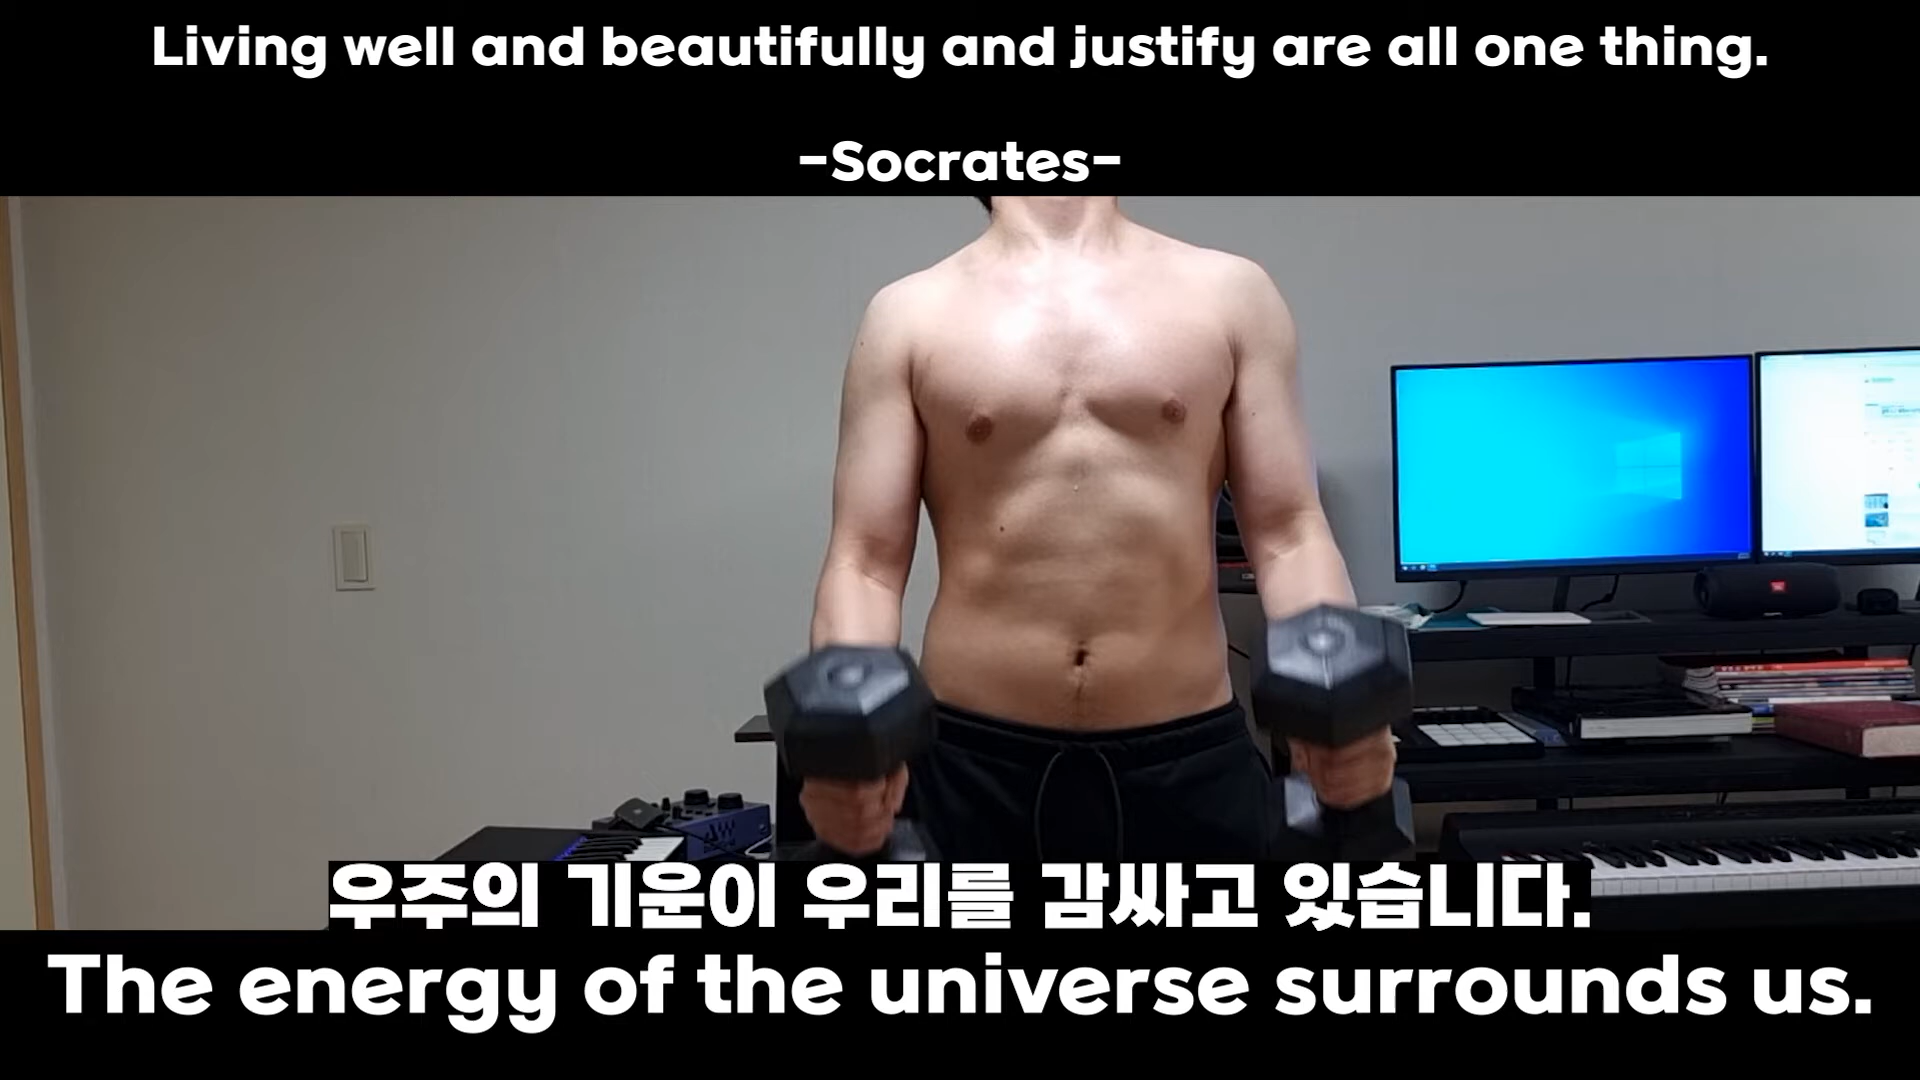 Living well and beautifully and justify are all one thing.
-Socrates-
우주의 기운이 우리를 감싸고 있습니다.
The energy of the universe surrounds us.